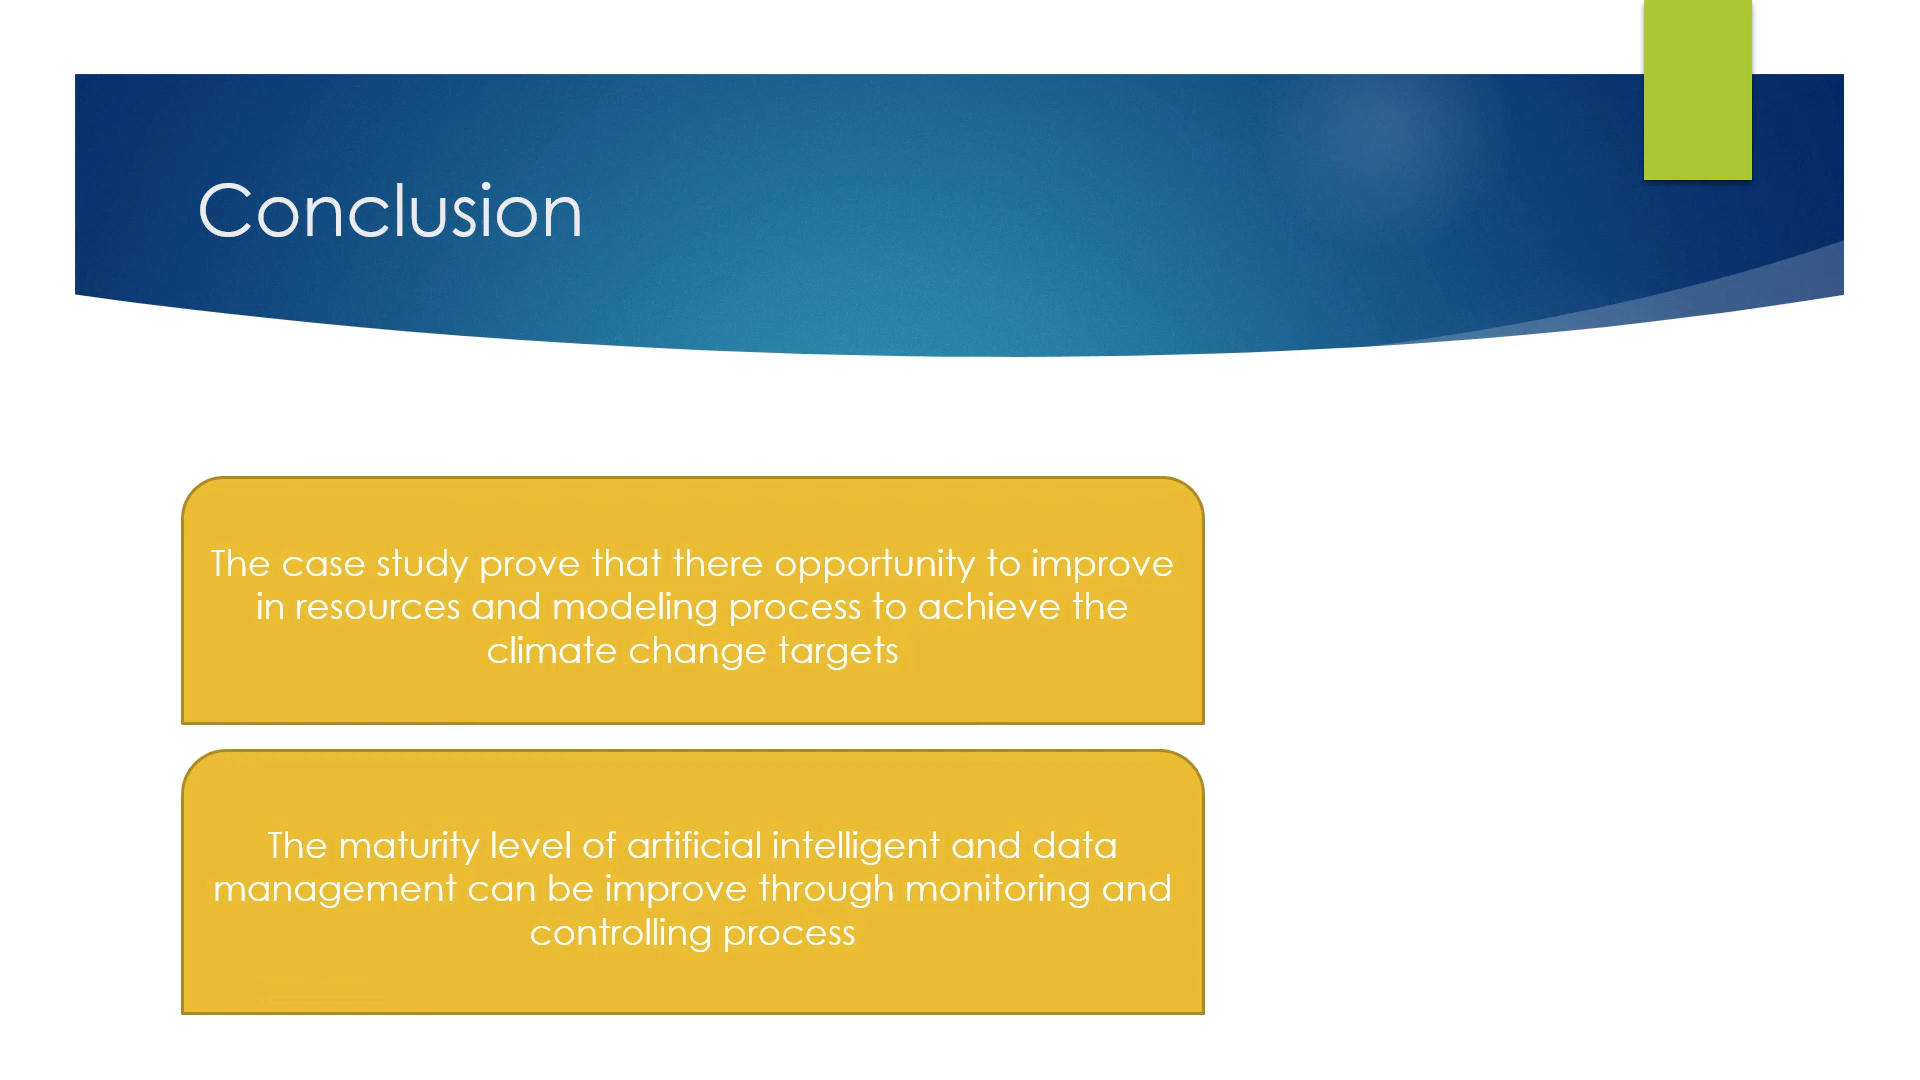 Conclusion
The case study prove that there opportunity to improve
in resources and modeling process to achieve the
climate change targets
The maturity level of artificial intelligent and data
management can be improve through monitoring and
controlling process